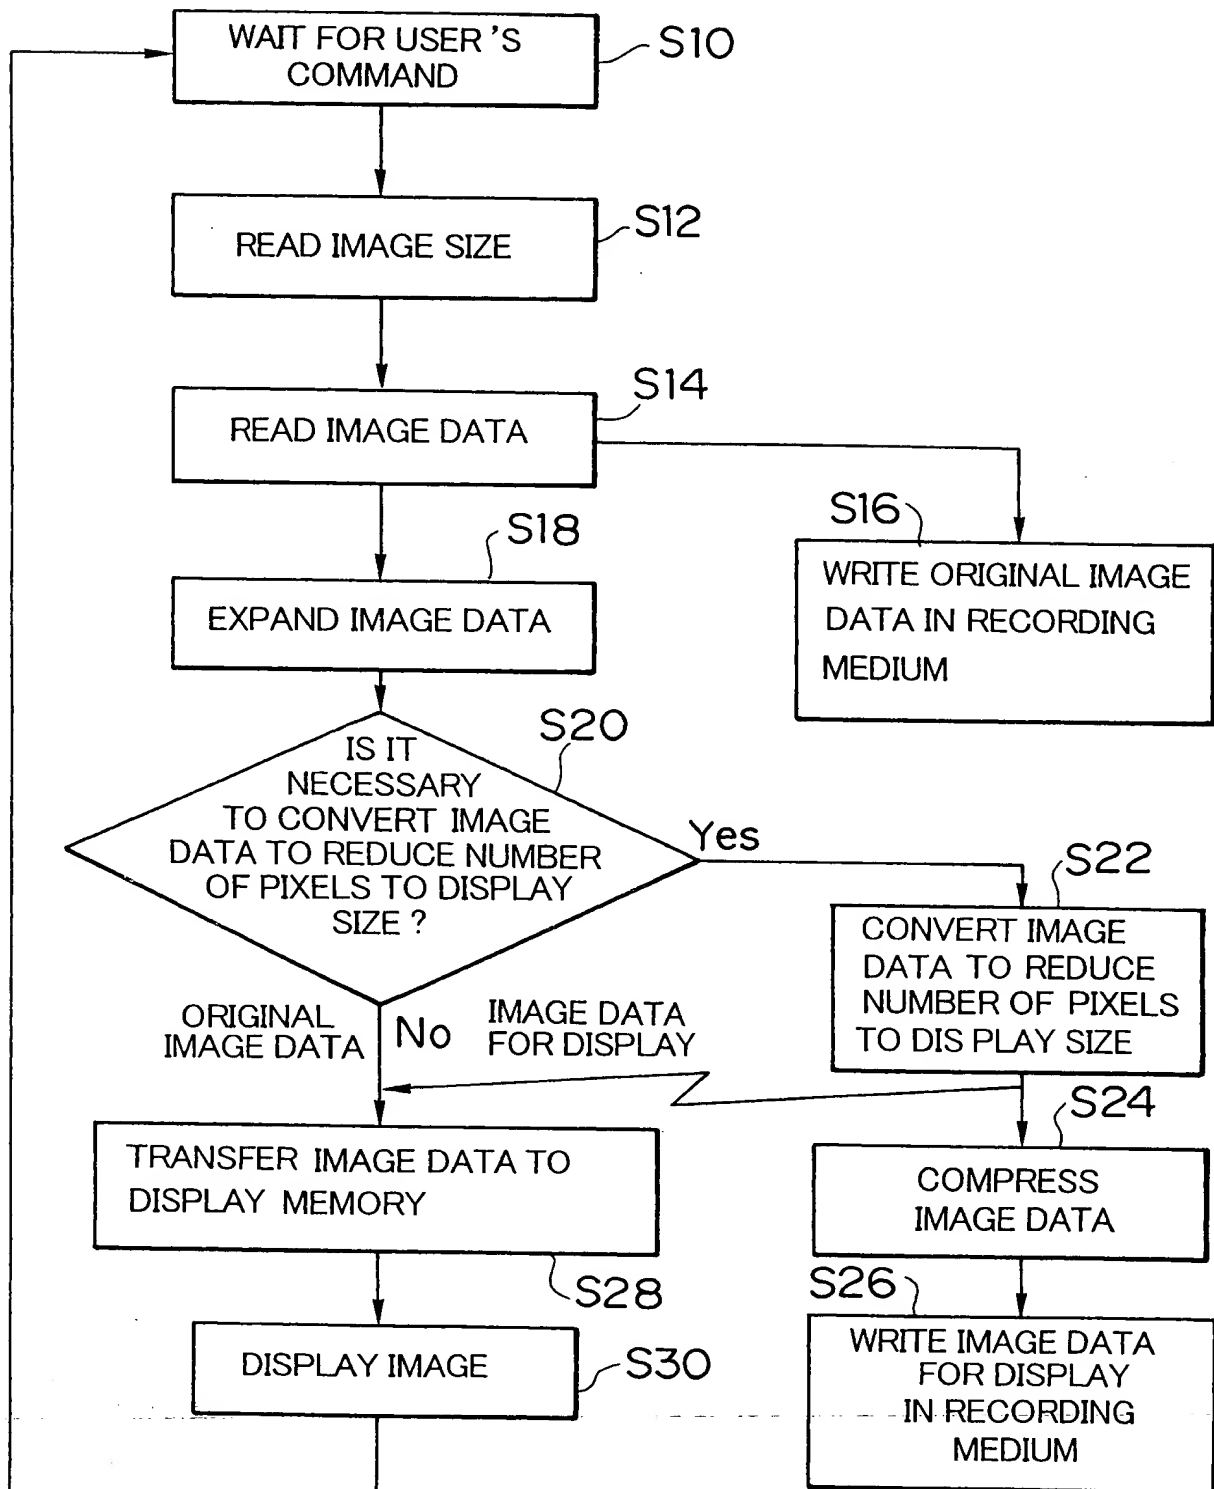 WAIT FOR USER'S
COMMAND
S10
READ IMAGE SIZE
S12
READ IMAGE DATA
S14
S16
WRITE ORIGINAL IMAGE
DATA IN RECORDING
MEDIUM
S18
EXPAND IMAGE DATA
S20
IS IT
NECESSARY
TO CONVERT IMAGE
DATA TO REDUCE NUMBER
OF PIXELS TO DISPLAY
SIZE?
Yes
S22
CONVERT IMAGE
DATA TO REDUCE
NUMBER OF PIXELS
TO DISPLAY SIZE
ORIGINAL
IMAGE DATA
No
IMAGE DATA
FOR DISPLAY
S24
COMPRESS
IMAGE DATA
TRANSFER IMAGE DATA TO
DISPLAY MEMORY
S28
S26
WRITE IMAGE DATA
FOR DISPLAY
IN RECORDING
MEDIUM
DISPLAY IMAGE
S30